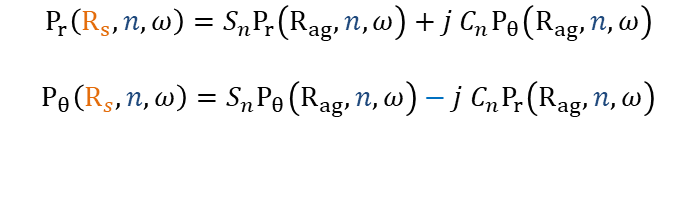 P_r(R_s, n, ω) = S_n P_r(R_ag, n, ω) + j C_n P_θ(R_ag, n, ω)
P_θ(R_s, n, ω) = S_n P_θ(R_ag, n, ω) − j C_n P_r(R_ag, n, ω)